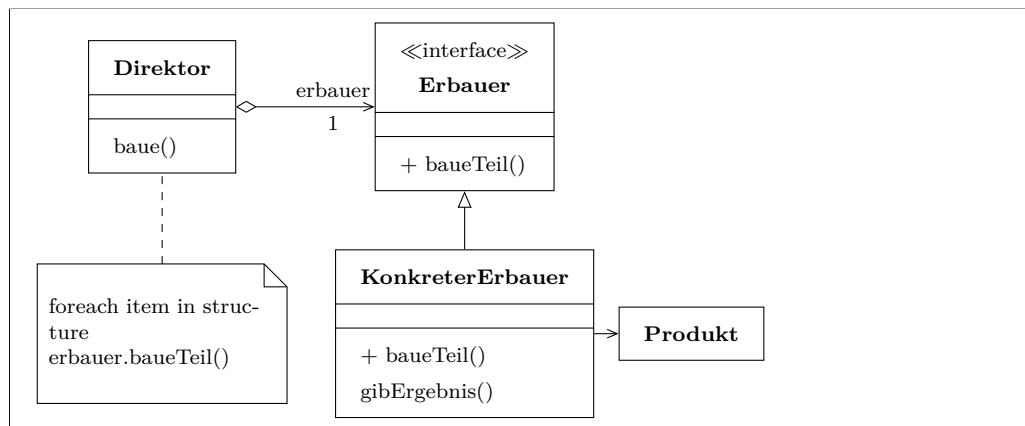 ≪interface≫
Direktor
Erbauer
erbauer
1
baue()
+ baueTeil()
KonkreterErbauer
foreach item in struc-
ture
erbauer.baueTeil()
Produkt
+ baueTeil()
gibErgebnis()